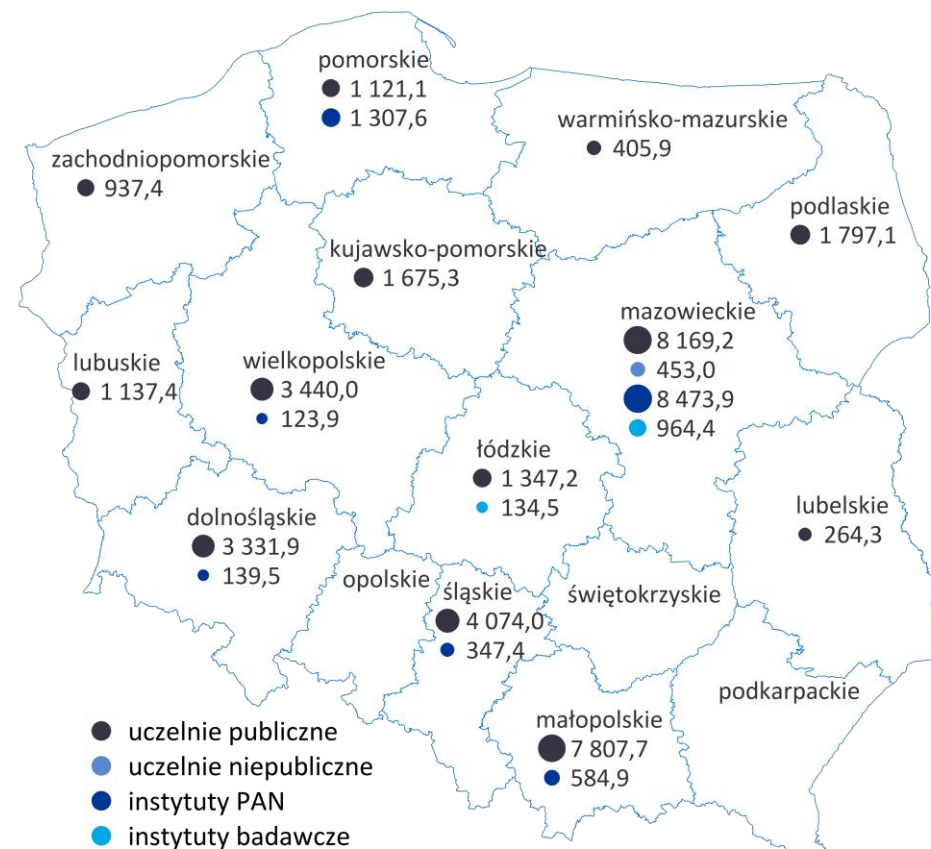 pomorskie
1 121,1
1 307,6
warmińsko-mazurskie
405,9
zachodniopomorskie
937,4
podlaskie
1 797,1
kujawsko-pomorskie
1 675,3
mazowieckie
8 169,2
453,0
8 473,9
964,4
lubuskie
1 137,4
wielkopolskie
3 440,0
123,9
łódzkie
1 347,2
134,5
lubelskie
264,3
dolnośląskie
3 331,9
139,5
opolskie
śląskie
4 074,0
347,4
świętokrzyskie
podkarpackie
małopolskie
7 807,7
584,9
uczelnie publiczne
uczelnie niepubliczne
instytuty PAN
instytuty badawcze